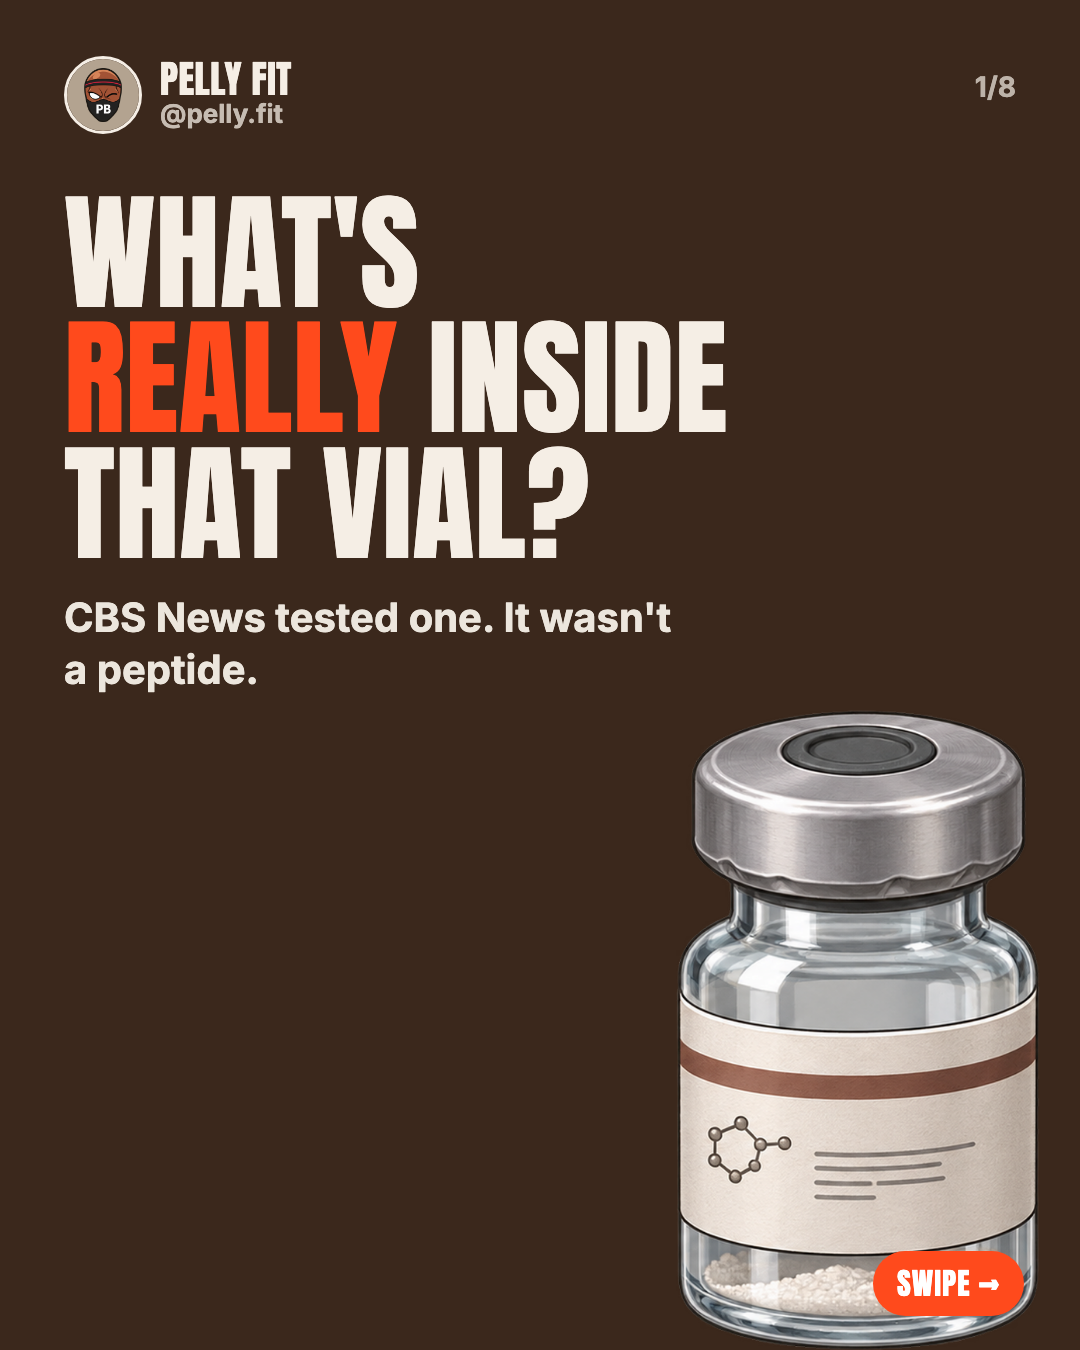 PELLY FIT
@pelly.fit
1/8
PB
WHAT'S
REALLY INSIDE
THAT VIAL?
CBS News tested one. It wasn't
a peptide.
SWIPE →